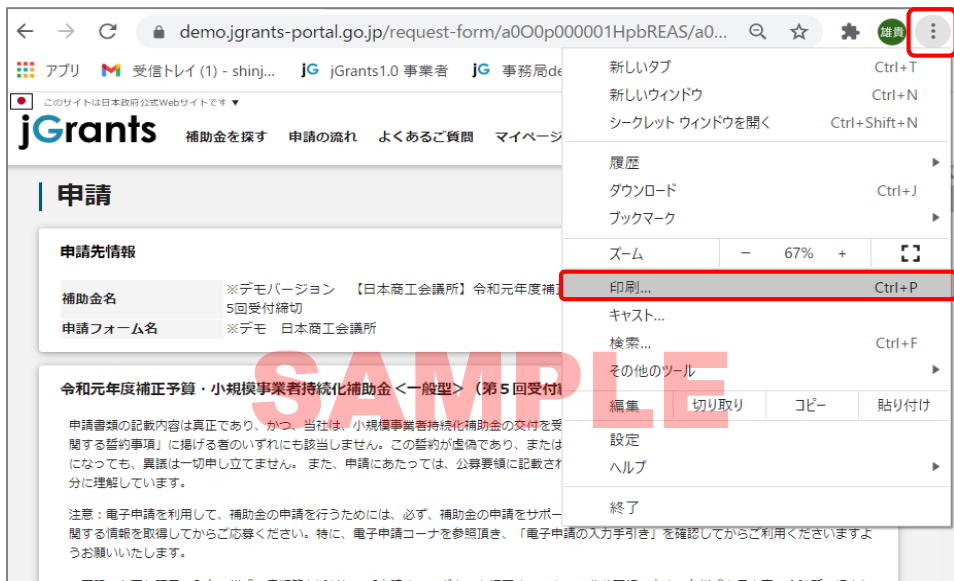 demo.jgrants-portal.go.jp/request-form/a0O0p000001HpbREAS/a0...
雄貴
アプリ
受信トレイ (1) - shinj...
jG jGrants1.0 事業者
jG 事務局de
このサイトは日本政府公式Webサイトです ▼
jGrants
補助金を探す 申請の流れ よくあるご質問 マイページ
申請
申請先情報
補助金名
※デモバージョン 【日本商工会議所】令和元年度補
5回受付締切
申請フォーム名
※デモ 日本商工会議所
令和元年度補正予算・小規模事業者持続化補助金＜一般型＞（第５回受付
申請書類の記載内容は真正であり、かつ、当社は、小規模事業者持続化補助金の交付を受
関する誓約事項」に掲げる者のいずれにも該当しません。この誓約が虚偽であり、または
になっても、異議は一切申し立てません。 また、申請にあたっては、公募要領に記載され
分に理解しています。
注意：電子申請を利用して、補助金の申請を行うためには、必ず、補助金の申請をサポー
関する情報を取得してからご応募ください。特に、電子申請コーナを参照頂き、「電子申請の入力手引き」を確認してからご利用くださいますよ
うお願いいたします。
SAMPLE
新しいタブ Ctrl+T
新しいウィンドウ Ctrl+N
シークレット ウィンドウを開く Ctrl+Shift+N
履歴
ダウンロード Ctrl+J
ブックマーク
ズーム － 67% ＋
印刷... Ctrl+P
キャスト...
検索... Ctrl+F
その他のツール
編集 切り取り コピー 貼り付け
設定
ヘルプ
終了